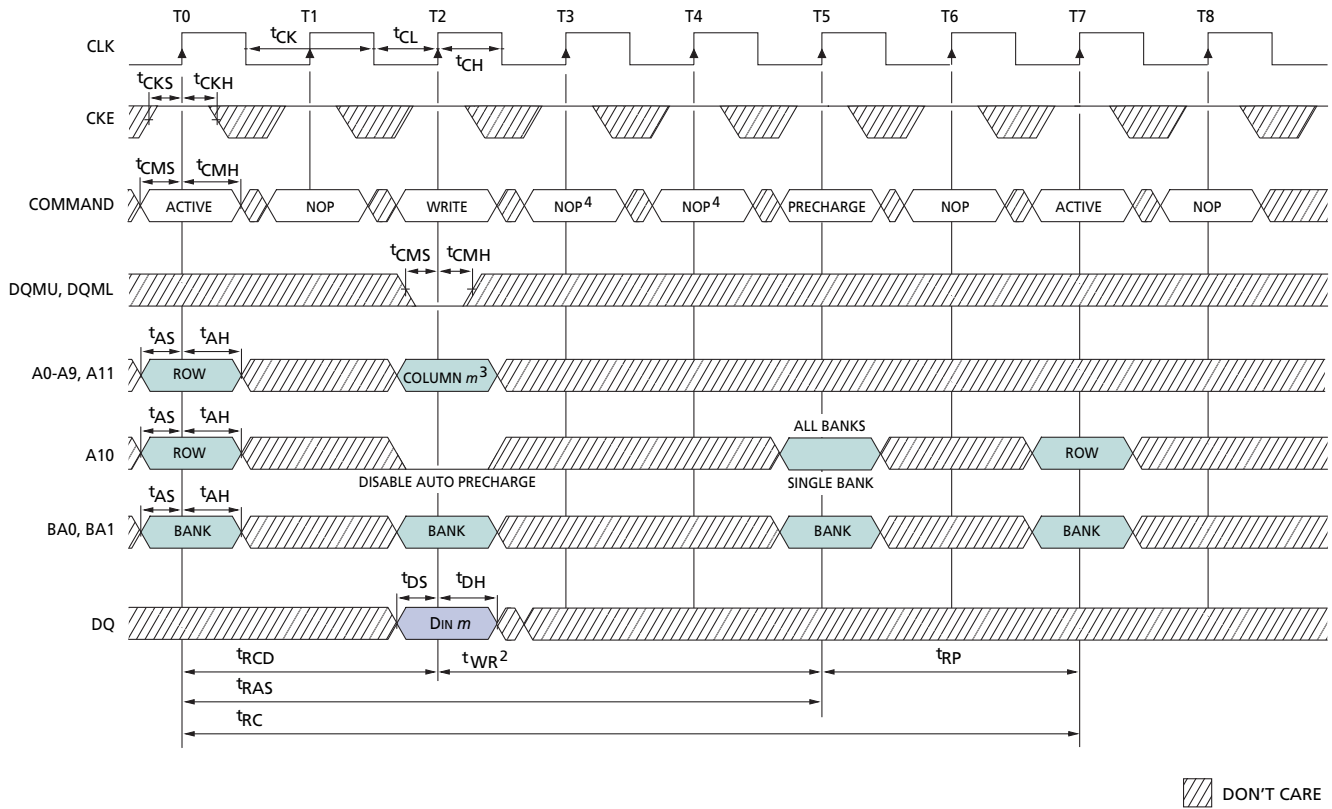 T0 T1 T2 T3 T4 T5 T6 T7 T8
CLK tCK tCL tCH
tCKS tCKH
CKE
tCMS tCMH
COMMAND ACTIVE NOP WRITE NOP4 NOP4 PRECHARGE NOP ACTIVE NOP
tCMS tCMH
DQMU, DQML
tAS tAH
A0-A9, A11 ROW COLUMN m3
tAS tAH ALL BANKS
A10 ROW ROW
DISABLE AUTO PRECHARGE SINGLE BANK
tAS tAH
BA0, BA1 BANK BANK BANK BANK
tDS tDH
DQ DIN m
tRCD tWR2 tRP
tRAS
tRC
DON'T CARE